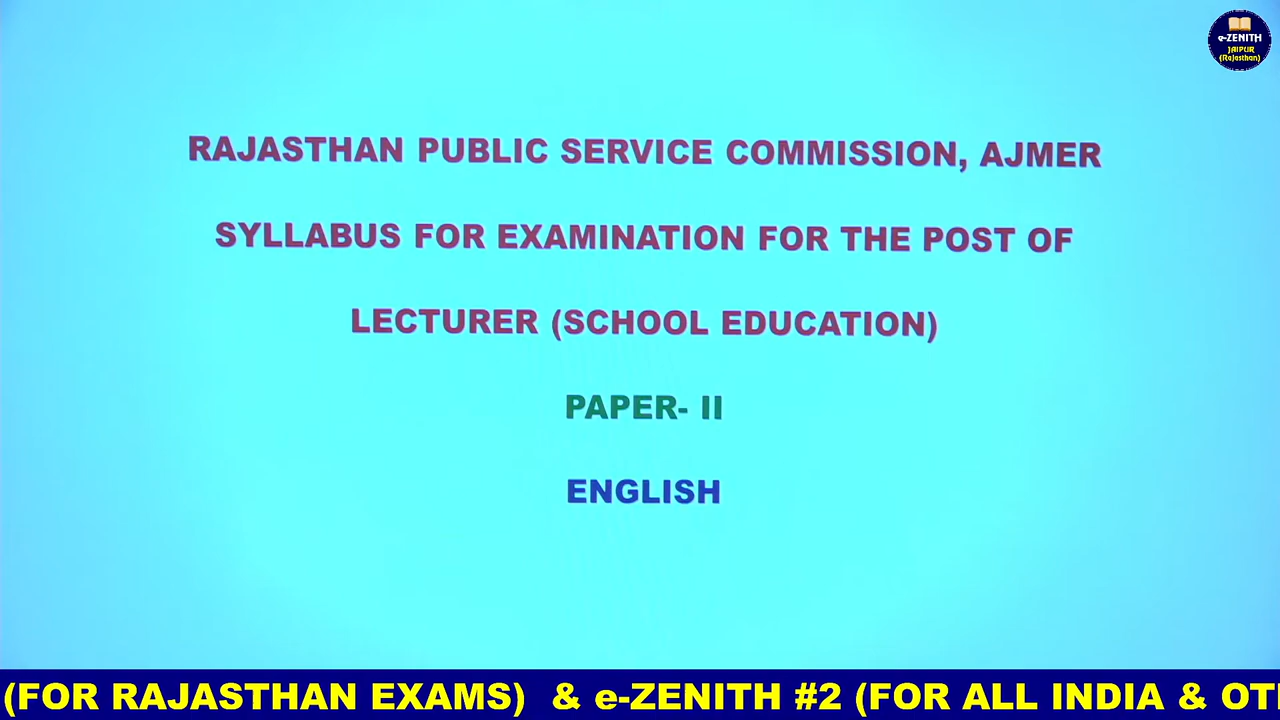 e-ZENITH
JAIPUR
(Rajasthan)
RAJASTHAN PUBLIC SERVICE COMMISSION, AJMER
SYLLABUS FOR EXAMINATION FOR THE POST OF
LECTURER (SCHOOL EDUCATION)
PAPER- II
ENGLISH
(FOR RAJASTHAN EXAMS) & e-ZENITH #2 (FOR ALL INDIA &